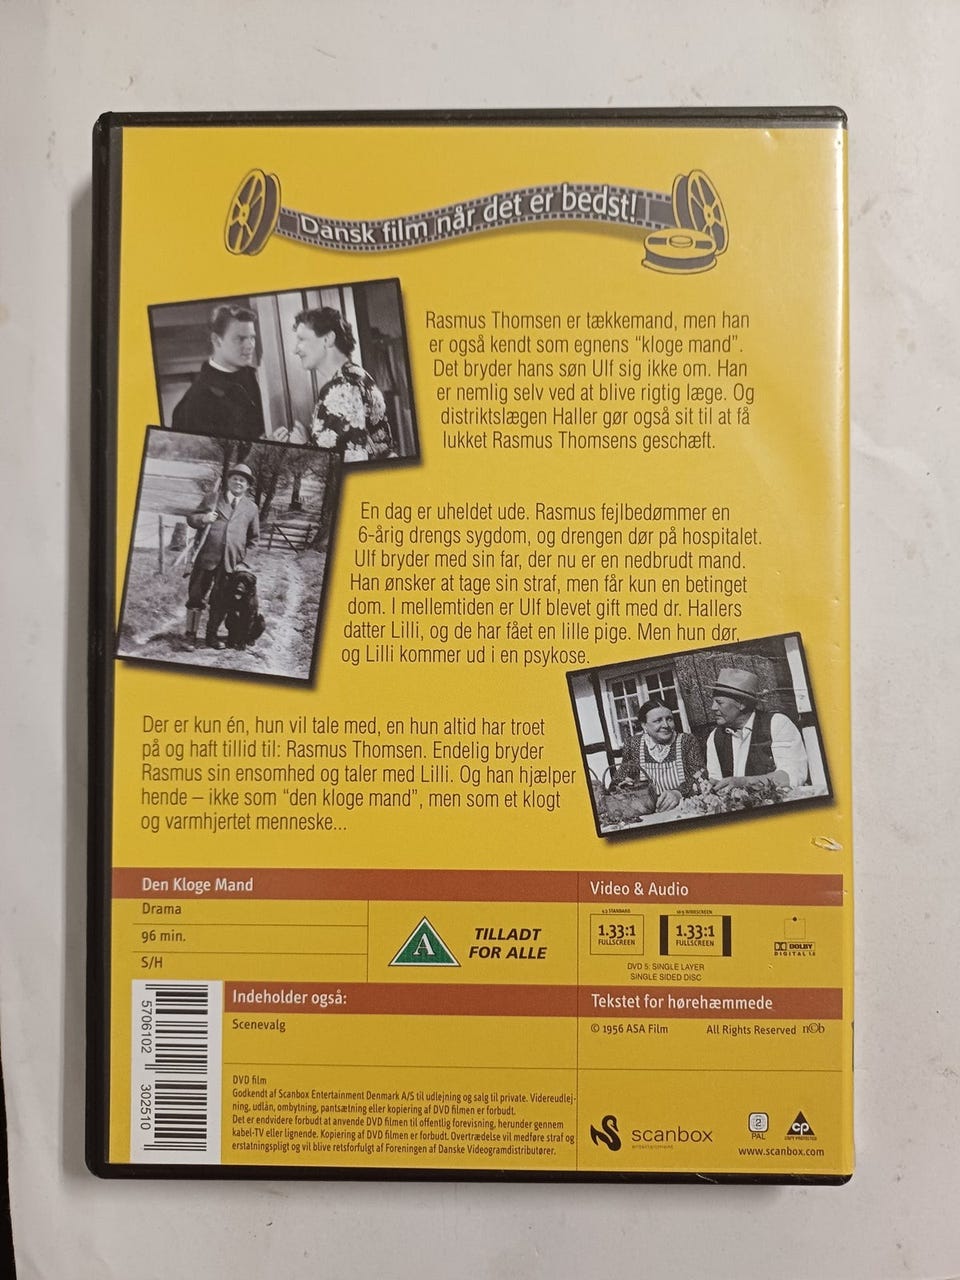 Dansk film når det er bedst!
Rasmus Thomsen er tækkemand, men han
er også kendt som egnens "kloge mand".
Det bryder hans søn Ulf sig ikke om. Han
er nemlig selv ved at blive rigtig læge. Og
distriktslægen Haller gør også sit til at få
lukket Rasmus Thomsens geschæft.
En dag er uheldet ude. Rasmus fejlbedømmer en
6-årig drengs sygdom, og drengen dør på hospitalet.
Ulf bryder med sin far, der nu er en nedbrudt mand.
Han ønsker at tage sin straf, men får kun en betinget
dom. I mellemtiden er Ulf blevet gift med dr. Hallers
datter Lilli, og de har fået en lille pige. Men hun dør,
og Lilli kommer ud i en psykose.
Der er kun én, hun vil tale med, en hun altid har troet
på og haft tillid til: Rasmus Thomsen. Endelig bryder
Rasmus sin ensomhed og taler med Lilli. Og han hjælper
hende – ikke som "den kloge mand", men som et klogt
og varmhjertet menneske...
Den Kloge Mand
Drama
96 min.
S/H
A
TILLADT
FOR ALLE
Video & Audio
4:3 STANDARD
1.33:1
FULLSCREEN
16:9 WIDESCREEN
1.33:1
FULLSCREEN
DVD 5: SINGLE LAYER
SINGLE SIDED DISC
DOLBY
DIGITAL
Indeholder også:
Scenevalg
Tekstet for hørehæmmede
© 1956 ASA Film
All Rights Reserved
n©b
5706102 302510
DVD film
Godkendt af Scanbox Entertainment Denmark A/S til udlejning og salg til private. Videreudlej-
ning, udlån, ombytning, pantsætning eller kopiering af DVD filmen er forbudt.
Det er endvidere forbudt at anvende DVD filmen til offentlig forevisning, herunder gennem
kabel-TV eller lignende. Kopiering af DVD filmen er forbudt. Overtrædelse vil medføre straf og
erstatningspligt og vil blive retsforfulgt af Foreningen af Danske Videogramdistributører.
scanbox
entertainment
2
PAL
CP
COPY PROTECTED
www.scanbox.com